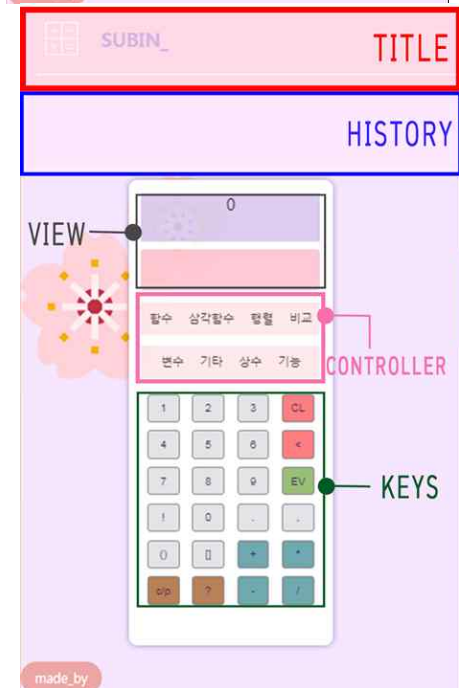 SUBIN_
TITLE
HISTORY
0
VIEW
함수 삼각함수 행렬 비교
변수 기타 상수 기능
CONTROLLER
1 2 3 CL
4 5 6 <
7 8 9 EV
! 0 . ,
() [] + *
c/p ? - /
KEYS
made_by